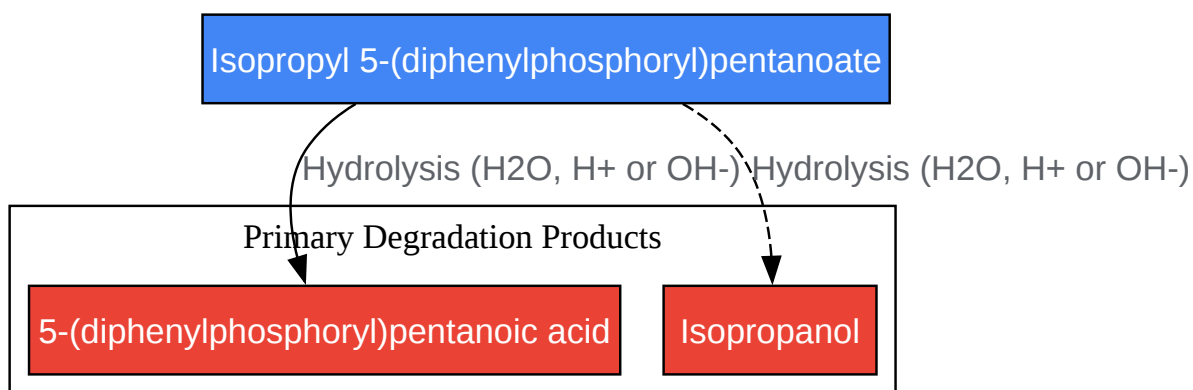 Isopropyl 5-(diphenylphosphoryl)pentanoate
Hydrolysis (H2O, H+ or OH-)
Hydrolysis (H2O, H+ or OH-)
Primary Degradation Products
5-(diphenylphosphoryl)pentanoic acid
Isopropanol